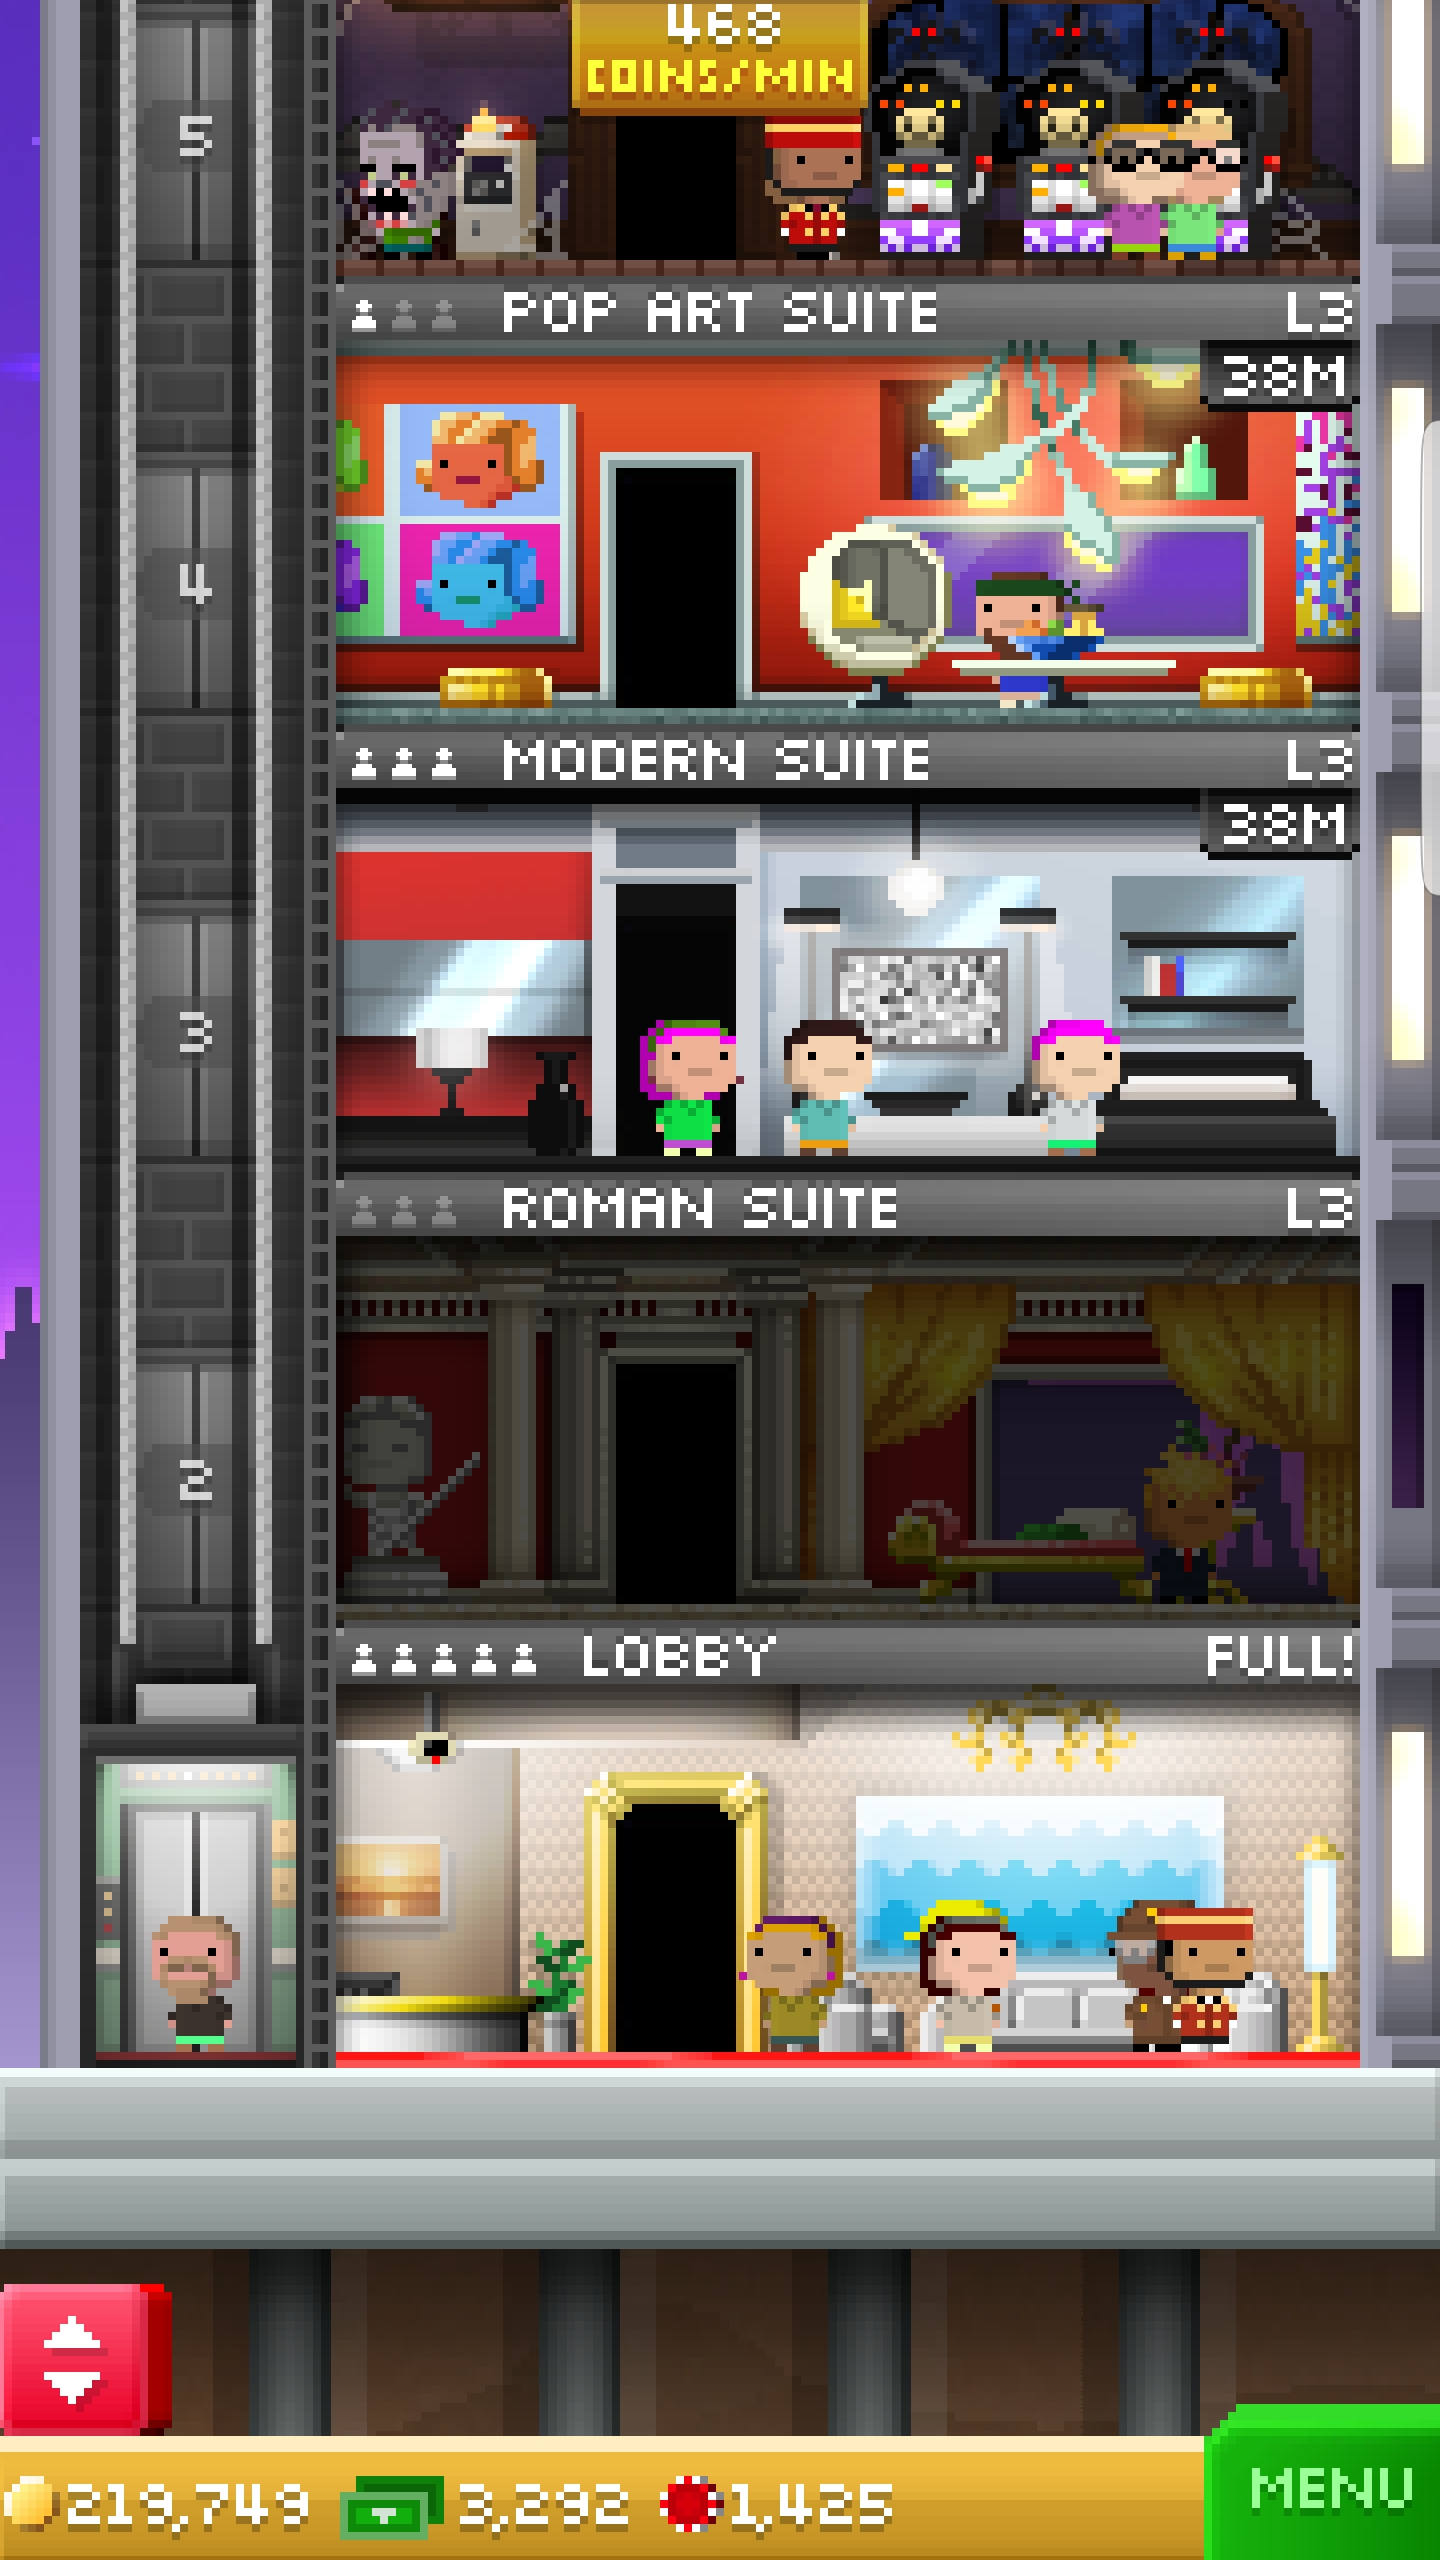 468
COINS/MIN
5
POP ART SUITE L3
38M
4
MODERN SUITE L3
38M
3
ROMAN SUITE L3
2
LOBBY FULL!
219,749 3,292 1,425
MENU